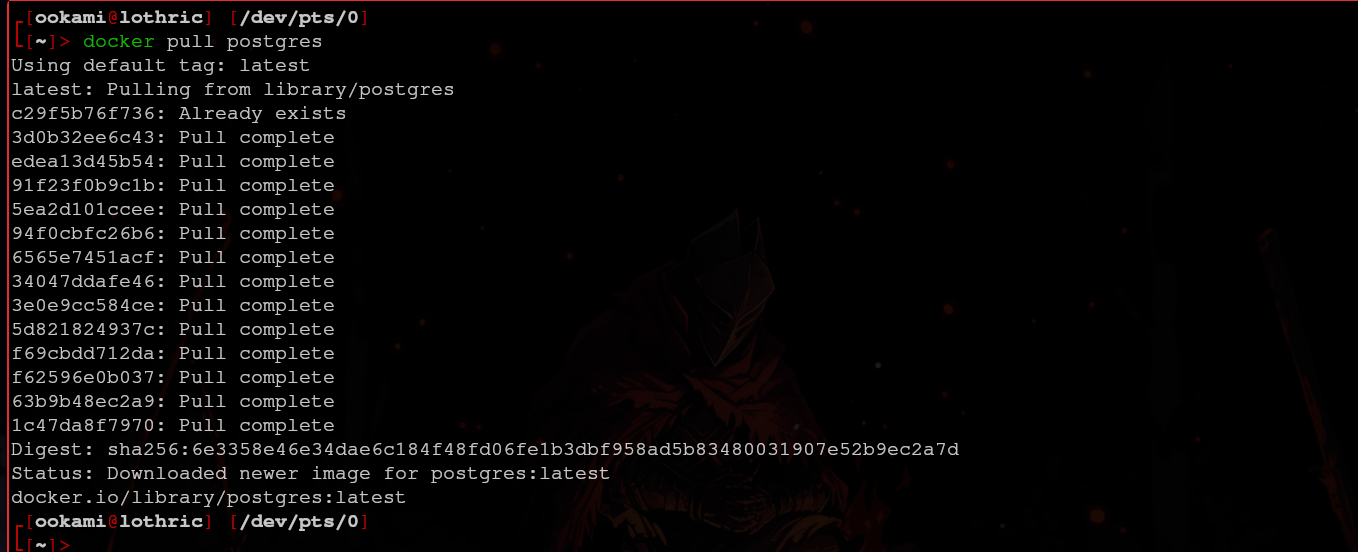 ┌[ookami@lothric] [/dev/pts/0]
└[~]> docker pull postgres
Using default tag: latest
latest: Pulling from library/postgres
c29f5b76f736: Already exists
3d0b32ee6c43: Pull complete
edea13d45b54: Pull complete
91f23f0b9c1b: Pull complete
5ea2d101ccee: Pull complete
94f0cbfc26b6: Pull complete
6565e7451acf: Pull complete
34047ddafe46: Pull complete
3e0e9cc584ce: Pull complete
5d821824937c: Pull complete
f69cbdd712da: Pull complete
f62596e0b037: Pull complete
63b9b48ec2a9: Pull complete
1c47da8f7970: Pull complete
Digest: sha256:6e3358e46e34dae6c184f48fd06fe1b3dbf958ad5b83480031907e52b9ec2a7d
Status: Downloaded newer image for postgres:latest
docker.io/library/postgres:latest
┌[ookami@lothric] [/dev/pts/0]
└[~]>